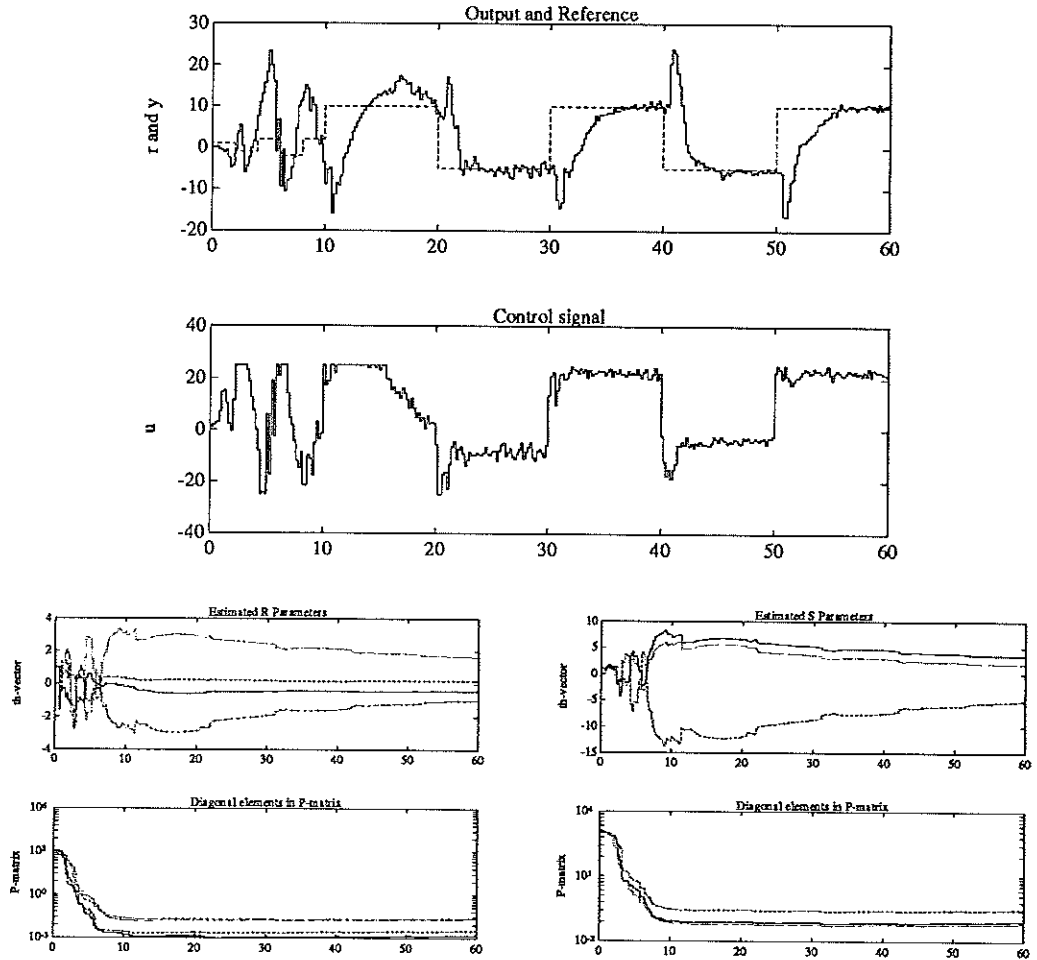 Output and Reference
r and y
30
20
10
0
-10
-20
0 10 20 30 40 50 60
Control signal
u
40
20
0
-20
-40
0 10 20 30 40 50 60
Estimated R Parameters
th-vector
4
2
0
-2
-4
0 10 20 30 40 50 60
Estimated S Parameters
th-vector
10
5
0
-5
-10
-15
0 10 20 30 40 50 60
Diagonal elements in P-matrix
P-matrix
10^0
0 10 20 30 40 50 60
Diagonal elements in P-matrix
P-matrix
0 10 20 30 40 50 60